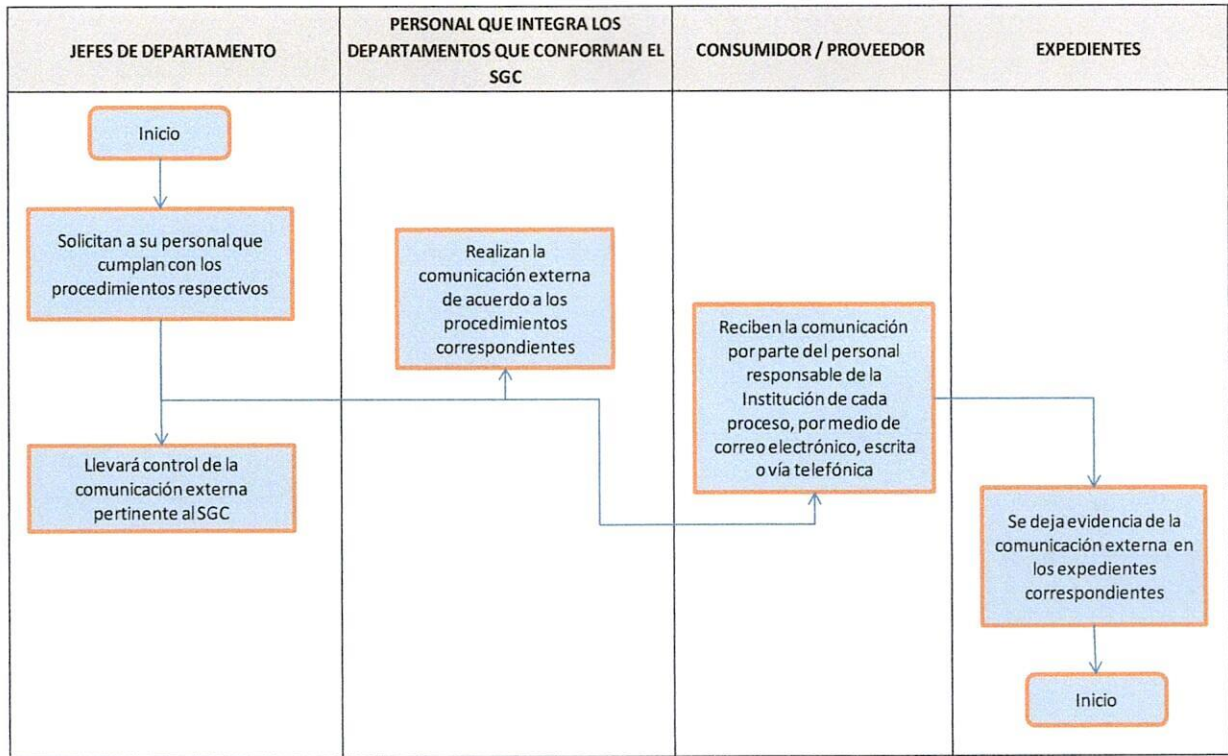 JEFES DE DEPARTAMENTO
PERSONAL QUE INTEGRA LOS
DEPARTAMENTOS QUE CONFORMAN EL
SGC
CONSUMIDOR / PROVEEDOR
EXPEDIENTES
Inicio
Solicitan a su personal que
cumplan con los
procedimientos respectivos
Llevará control de la
comunicación externa
pertinente al SGC
Realizan la
comunicación externa
de acuerdo a los
procedimientos
correspondientes
Reciben la comunicación
por parte del personal
responsable de la
Institución de cada
proceso, por medio de
correo electrónico, escrita
o vía telefónica
Se deja evidencia de la
comunicación externa en
los expedientes
correspondientes
Inicio